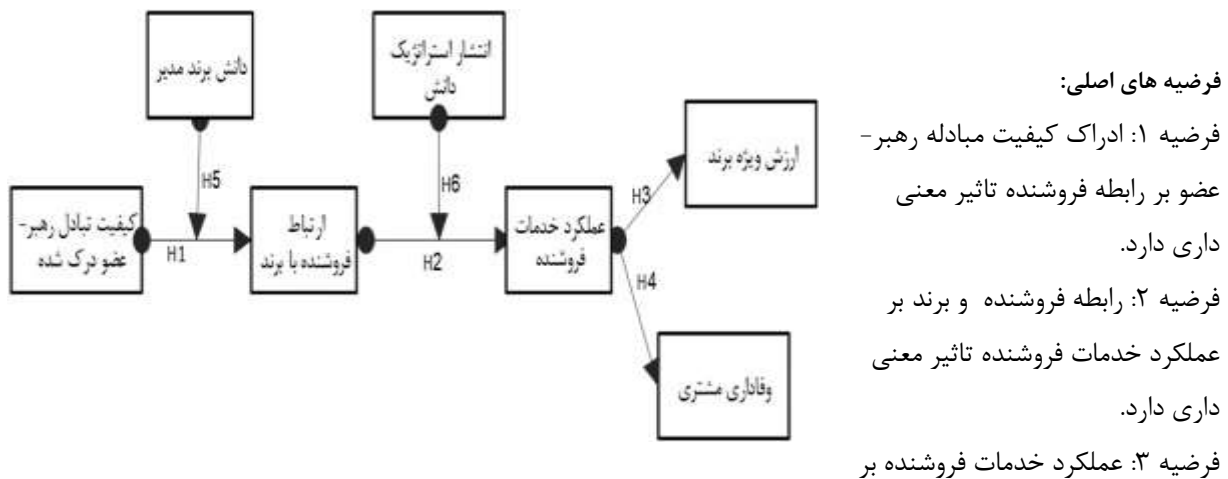 فرضیه های اصلی:
فرضیه ۱: ادراک کیفیت مبادله رهبر-
عضو بر رابطه فروشنده تاثیر معنی
داری دارد.
فرضیه ۲: رابطه فروشنده و برند بر
عملکرد خدمات فروشنده تاثیر معنی
داری دارد.
فرضیه ۳: عملکرد خدمات فروشنده بر
دانش برند مدیر
انتشار استراتژیک
دانش
ارزش ویژه برند
H5
H6
H3
کیفیت تبادل رهبر-
عضو درک شده
H1
ارتباط
فروشنده با برند
H2
عملکرد خدمات
فروشنده
H4
وفاداری مشتری